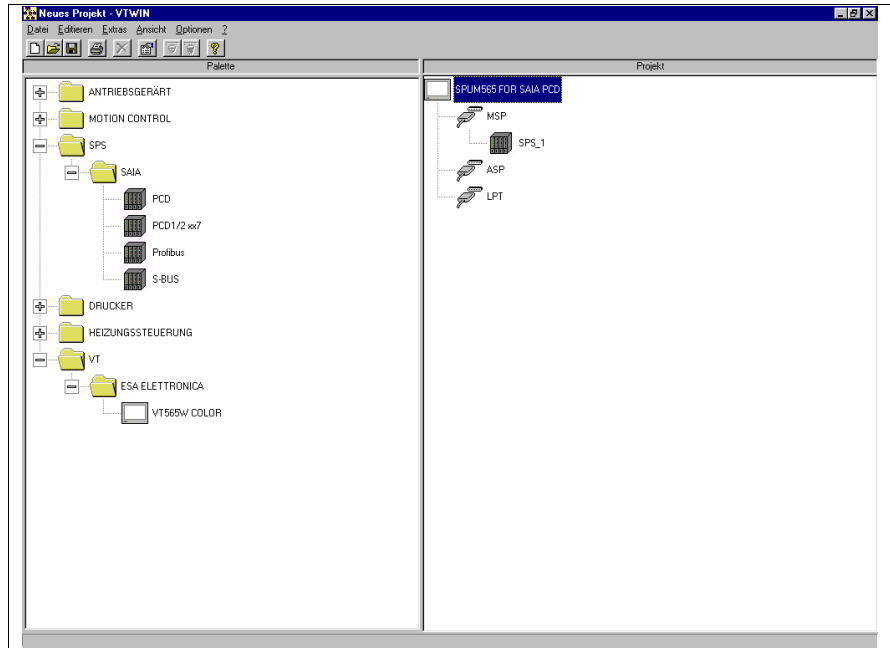 Neues Projekt - VTWIN
Datei Editieren Extras Ansicht Optionen ?
Palette
ANTRIEBSGERÄRT
MOTION CONTROL
SPS
SAIA
PCD
PCD1/2 xx7
Profibus
S-BUS
DRUCKER
HEIZUNGSSTEUERUNG
VT
ESA ELETTRONICA
VT565W COLOR
Projekt
SPUM565 FOR SAIA PCD
MSP
SPS_1
ASP
LPT